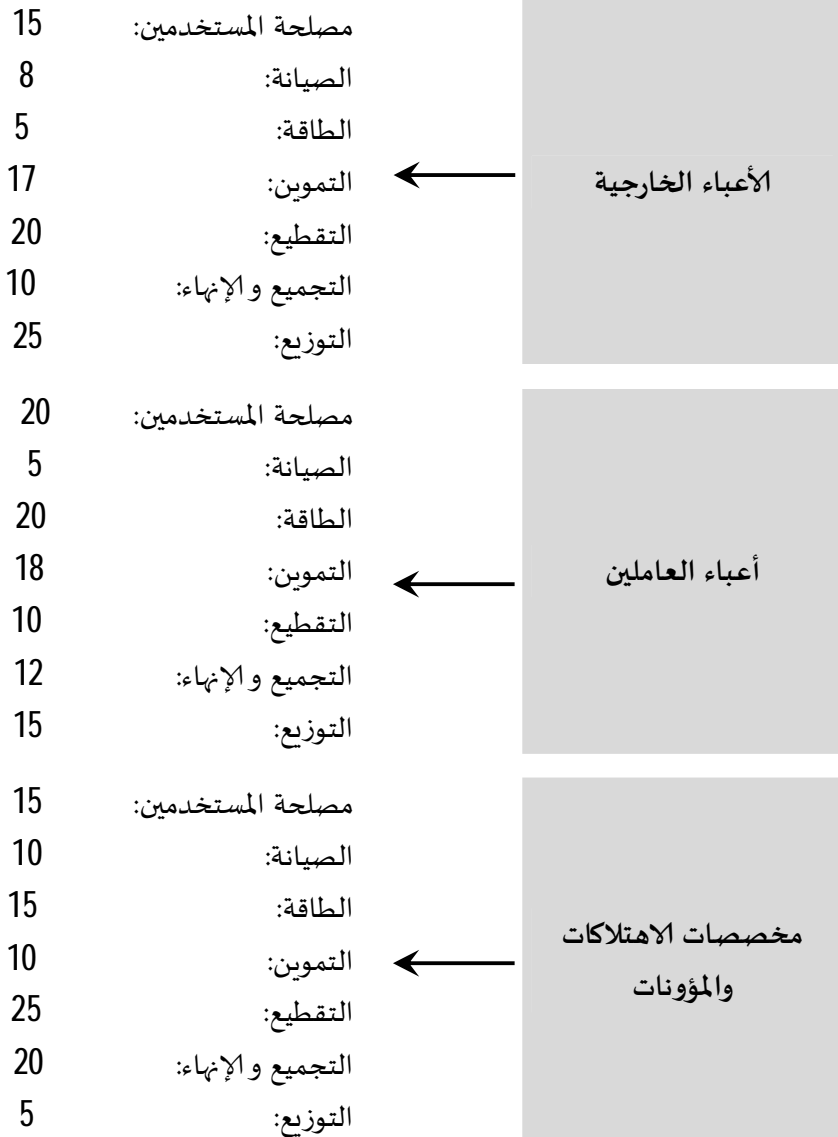 مصلحة المستخدمين: 15
الصيانة: 8
الطاقة: 5
الأعباء الخارجية
التموين: 17
التقطيع: 20
التجميع والإنهاء: 10
التوزيع: 25
مصلحة المستخدمين: 20
الصيانة: 5
الطاقة: 20
أعباء العاملين
التموين: 18
التقطيع: 10
التجميع والإنهاء: 12
التوزيع: 15
مصلحة المستخدمين: 15
الصيانة: 10
الطاقة: 15
مخصصات الاهتلاكات
والمؤونات
التموين: 10
التقطيع: 25
التجميع والإنهاء: 20
التوزيع: 5